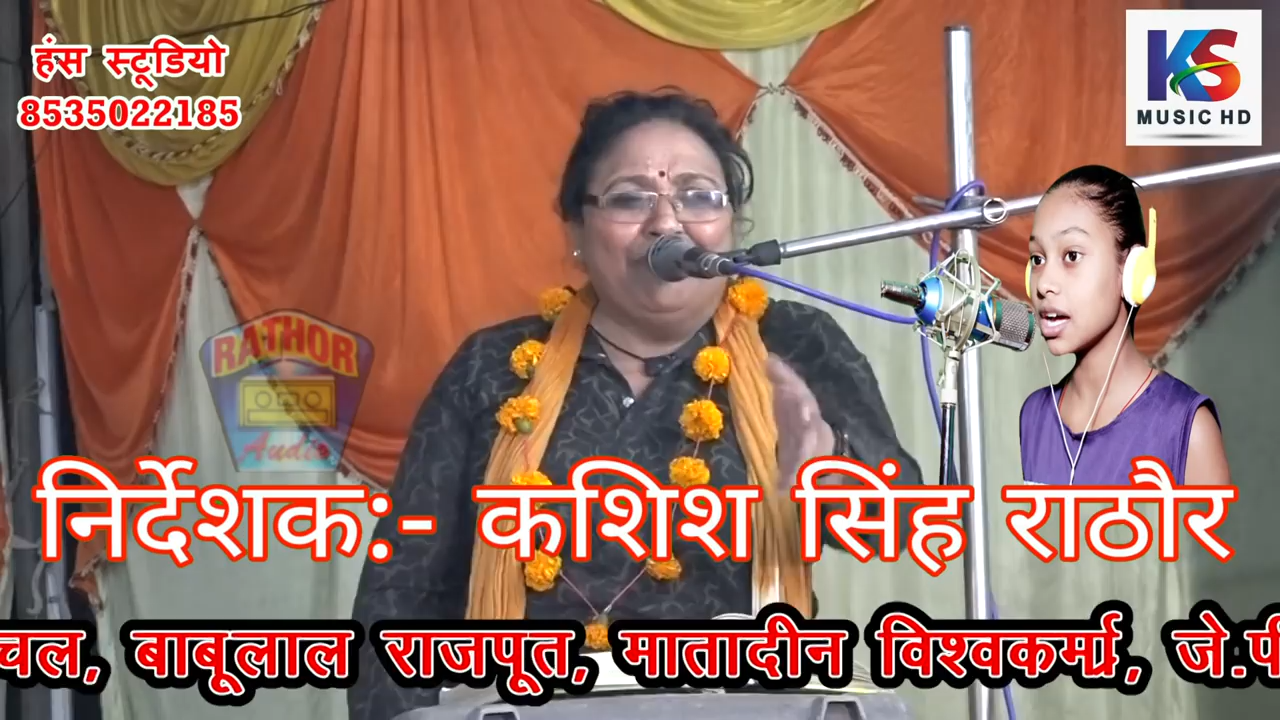 हंस स्टूडियो
8535022185
KS
MUSIC HD
RATHOR
Audio
निर्देशक:- कशिश सिंह राठौर
चल, बाबूलाल राजपूत, मातादीन विश्वकर्मा, जे.पी